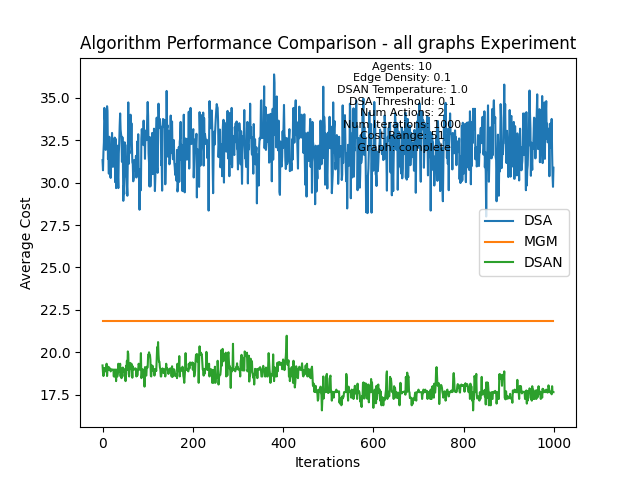 Algorithm Performance Comparison - all graphs Experiment
Agents: 10
Edge Density: 0.1
DSAN Temperature: 1.0
DSA Threshold: 0.1
Num Actions: 2
Num Iterations: 1000
Cost Range: 51
Graph: complete
35.0
32.5
30.0
27.5
25.0
22.5
20.0
17.5
Average Cost
DSA
MGM
DSAN
0
200
400
600
800
1000
Iterations